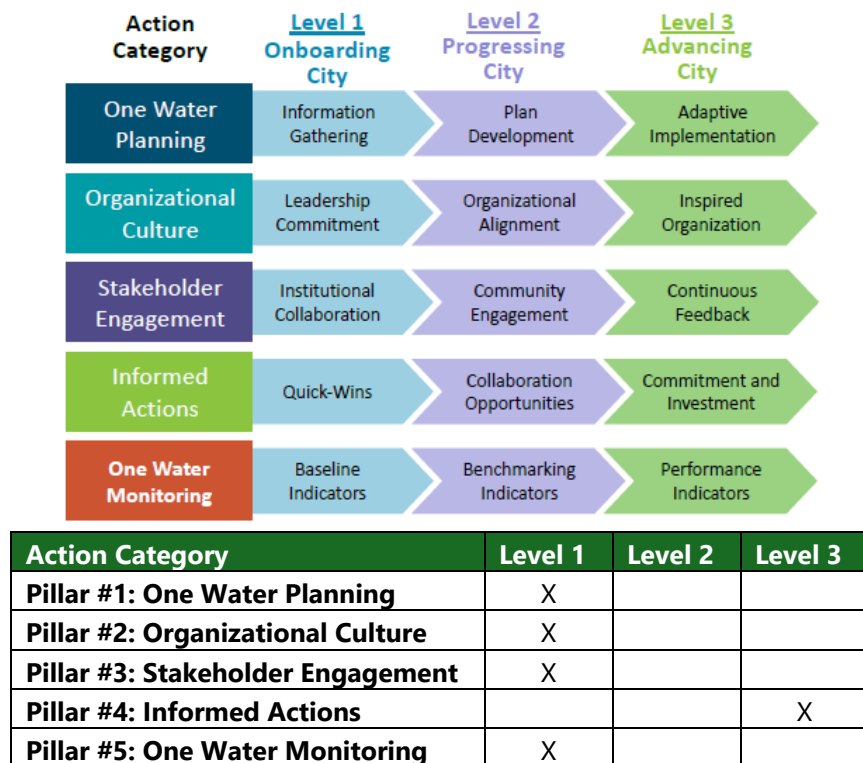 Action
Category
Level 1
Onboarding
City
Level 2
Progressing
City
Level 3
Advancing
City
One Water
Planning
Information
Gathering
Plan
Development
Adaptive
Implementation
Organizational
Culture
Leadership
Commitment
Organizational
Alignment
Inspired
Organization
Stakeholder
Engagement
Institutional
Collaboration
Community
Engagement
Continuous
Feedback
Informed
Actions
Quick-Wins
Collaboration
Opportunities
Commitment and
Investment
One Water
Monitoring
Baseline
Indicators
Benchmarking
Indicators
Performance
Indicators
Action Category Level 1 Level 2 Level 3
Pillar #1: One Water Planning X
Pillar #2: Organizational Culture X
Pillar #3: Stakeholder Engagement X
Pillar #4: Informed Actions X
Pillar #5: One Water Monitoring X